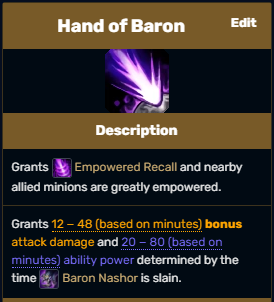 Hand of Baron
Edit
Description
Grants Empowered Recall and nearby
allied minions are greatly empowered.
Grants 12 – 48 (based on minutes) bonus
attack damage and 20 – 80 (based on
minutes) ability power determined by the
time Baron Nashor is slain.